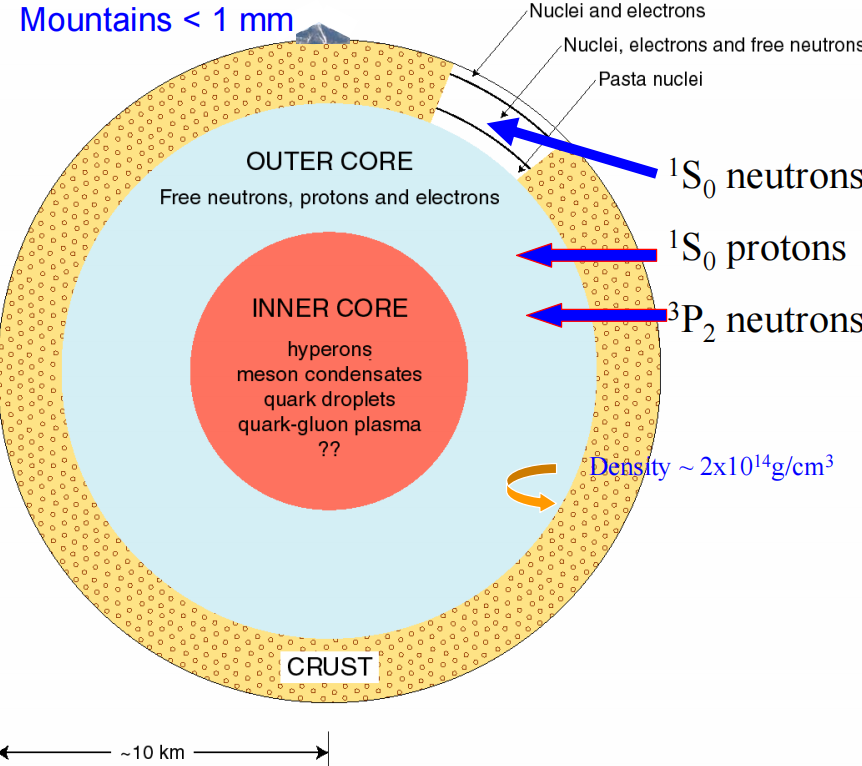 Mountains < 1 mm
Nuclei and electrons
Nuclei, electrons and free neutrons
Pasta nuclei
¹S₀ neutrons
OUTER CORE
Free neutrons, protons and electrons
¹S₀ protons
INNER CORE
³P₂ neutrons
hyperons
meson condensates
quark droplets
quark-gluon plasma
??
Density ~ 2x10¹⁴g/cm³
CRUST
~10 km